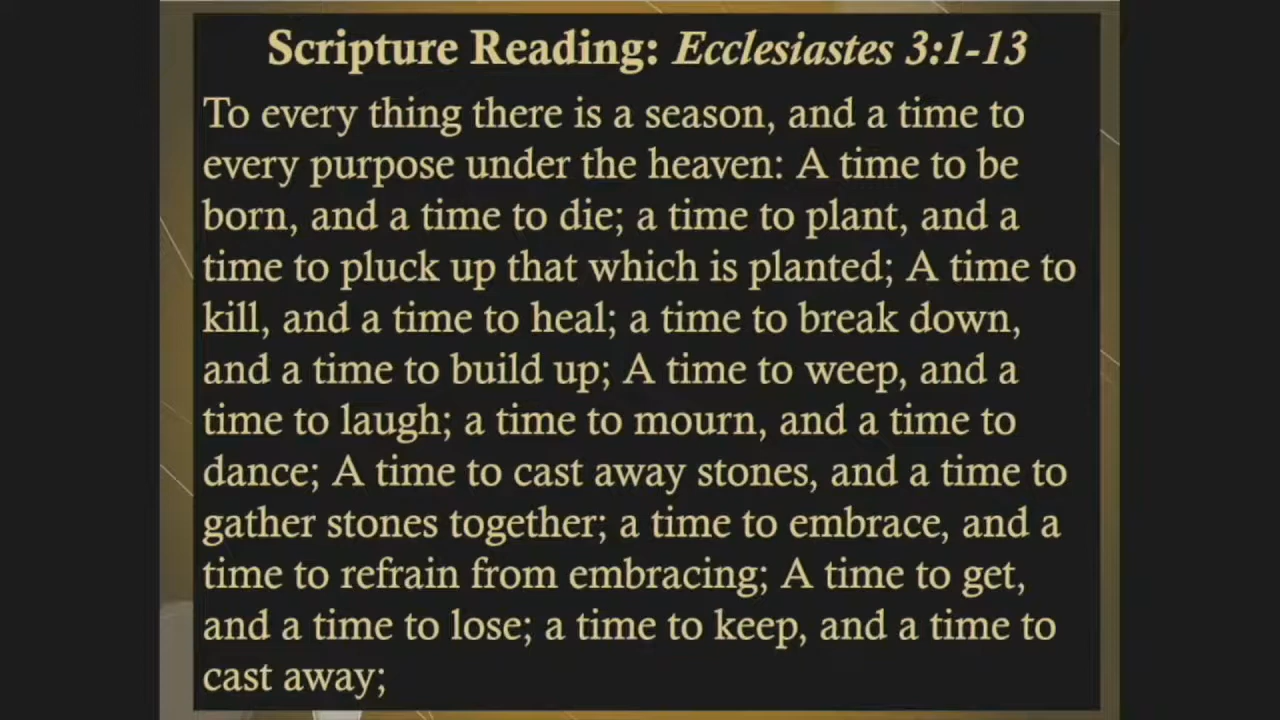 Scripture Reading: Ecclesiastes 3:1-13
To every thing there is a season, and a time to
every purpose under the heaven: A time to be
born, and a time to die; a time to plant, and a
time to pluck up that which is planted; A time to
kill, and a time to heal; a time to break down,
and a time to build up; A time to weep, and a
time to laugh; a time to mourn, and a time to
dance; A time to cast away stones, and a time to
gather stones together; a time to embrace, and a
time to refrain from embracing; A time to get,
and a time to lose; a time to keep, and a time to
cast away;